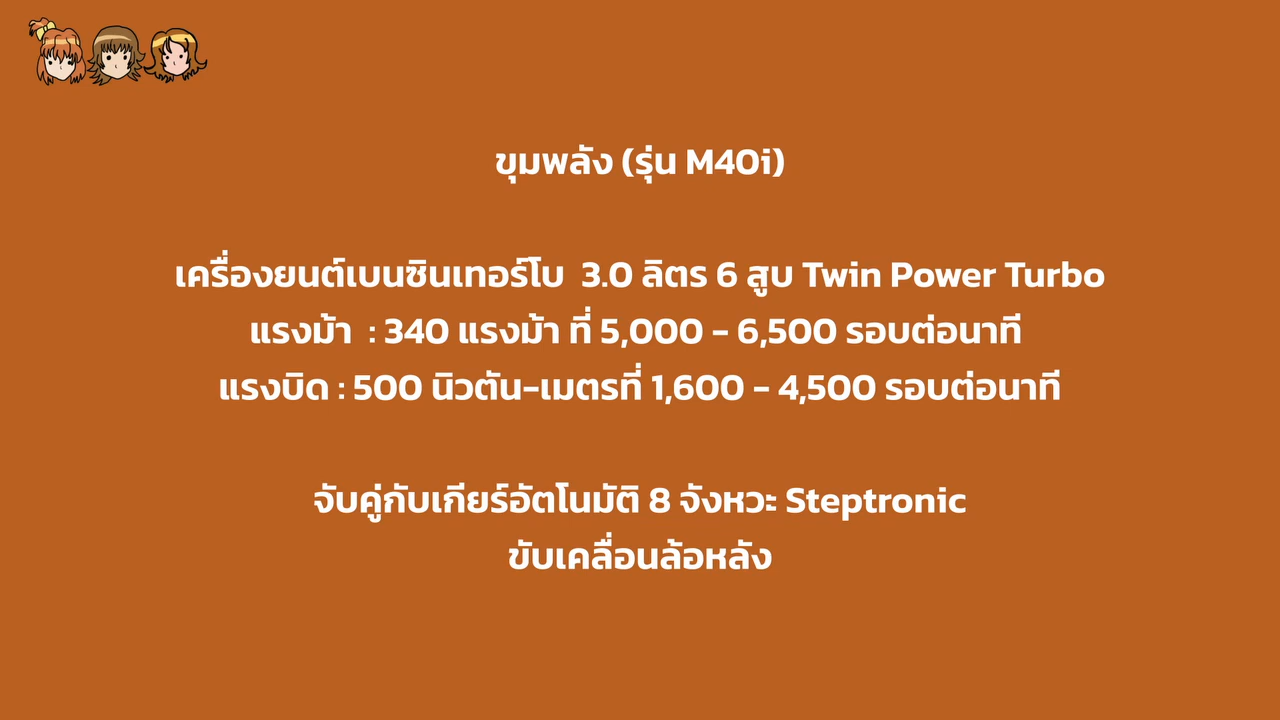 ขุมพลัง (รุ่น M40i)
เครื่องยนต์เบนซินเทอร์โบ  3.0 ลิตร 6 สูบ Twin Power Turbo
แรงม้า  : 340 แรงม้า ที่ 5,000 - 6,500 รอบต่อนาที
แรงบิด : 500 นิวตัน-เมตรที่ 1,600 - 4,500 รอบต่อนาที
จับคู่กับเกียร์อัตโนมัติ 8 จังหวะ Steptronic
ขับเคลื่อนล้อหลัง